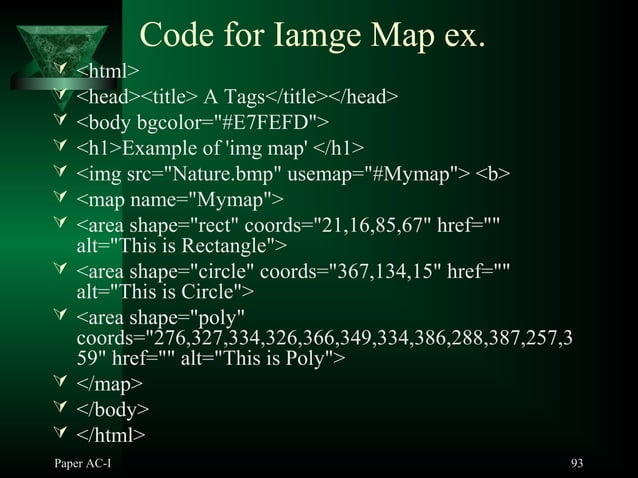 Code for Iamge Map ex.
<html>
<head><title> A Tags</title></head>
<body bgcolor="#E7FEFD">
<h1>Example of 'img map' </h1>
<img src="Nature.bmp" usemap="#Mymap"> <b>
<map name="Mymap">
<area shape="rect" coords="21,16,85,67" href=""
alt="This is Rectangle">
<area shape="circle" coords="367,134,15" href=""
alt="This is Circle">
<area shape="poly"
coords="276,327,334,326,366,349,334,386,288,387,257,3
59" href="" alt="This is Poly">
</map>
</body>
</html>
Paper AC-I
93